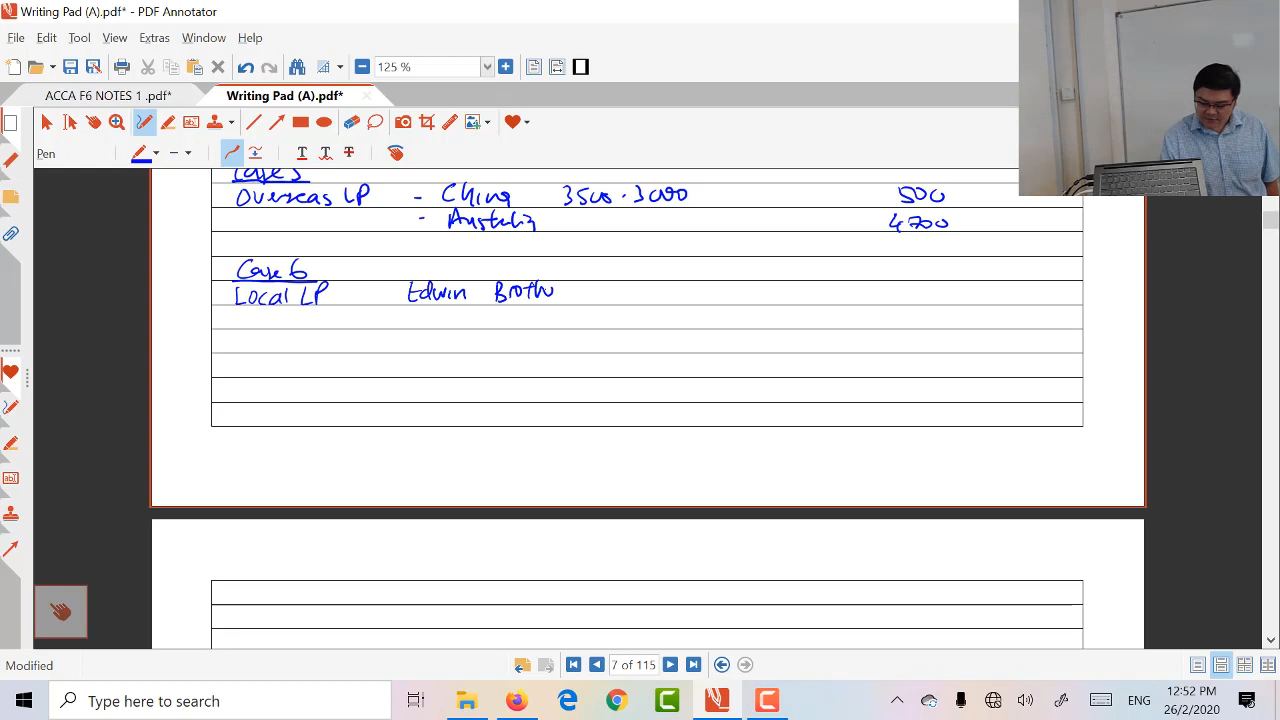 Writing Pad (A).pdf* - PDF Annotator
File Edit Tool View Extras Window Help
125 %
ACCA F6 NOTES 1 .pdf* Writing Pad (A).pdf*
Pen
Case 5
Overseas LP - China 3500 - 3000 500
- Australia 4700
Case 6
Local LP Edwin Brothe
7 of 115
Modified
Type here to search
ENG
12:52 PM
26/2/2020